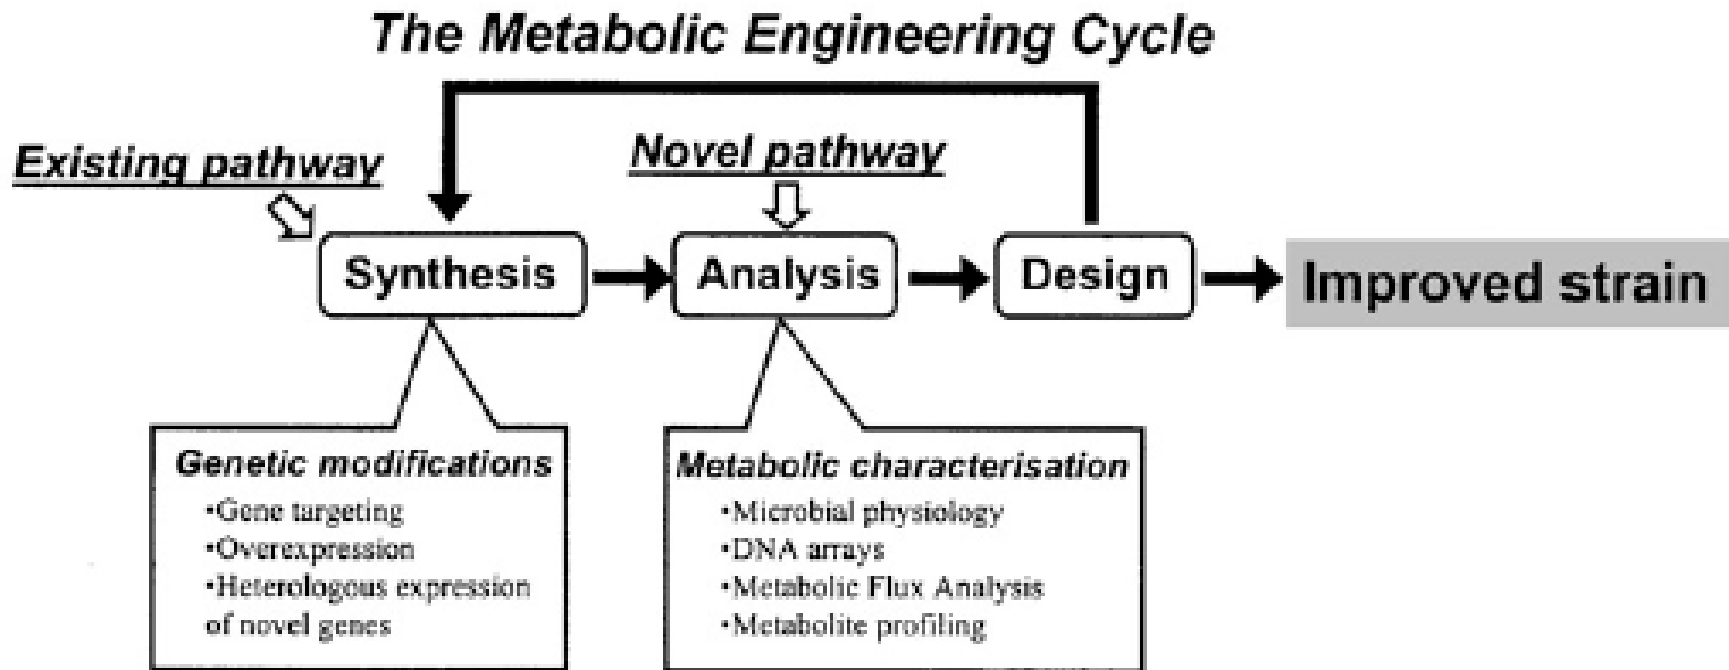 The Metabolic Engineering Cycle
Existing pathway
Novel pathway
Synthesis
Analysis
Design
Improved strain
Genetic modifications
•Gene targeting
•Overexpression
•Heterologous expression
of novel genes
Metabolic characterisation
•Microbial physiology
•DNA arrays
•Metabolic Flux Analysis
•Metabolite profiling